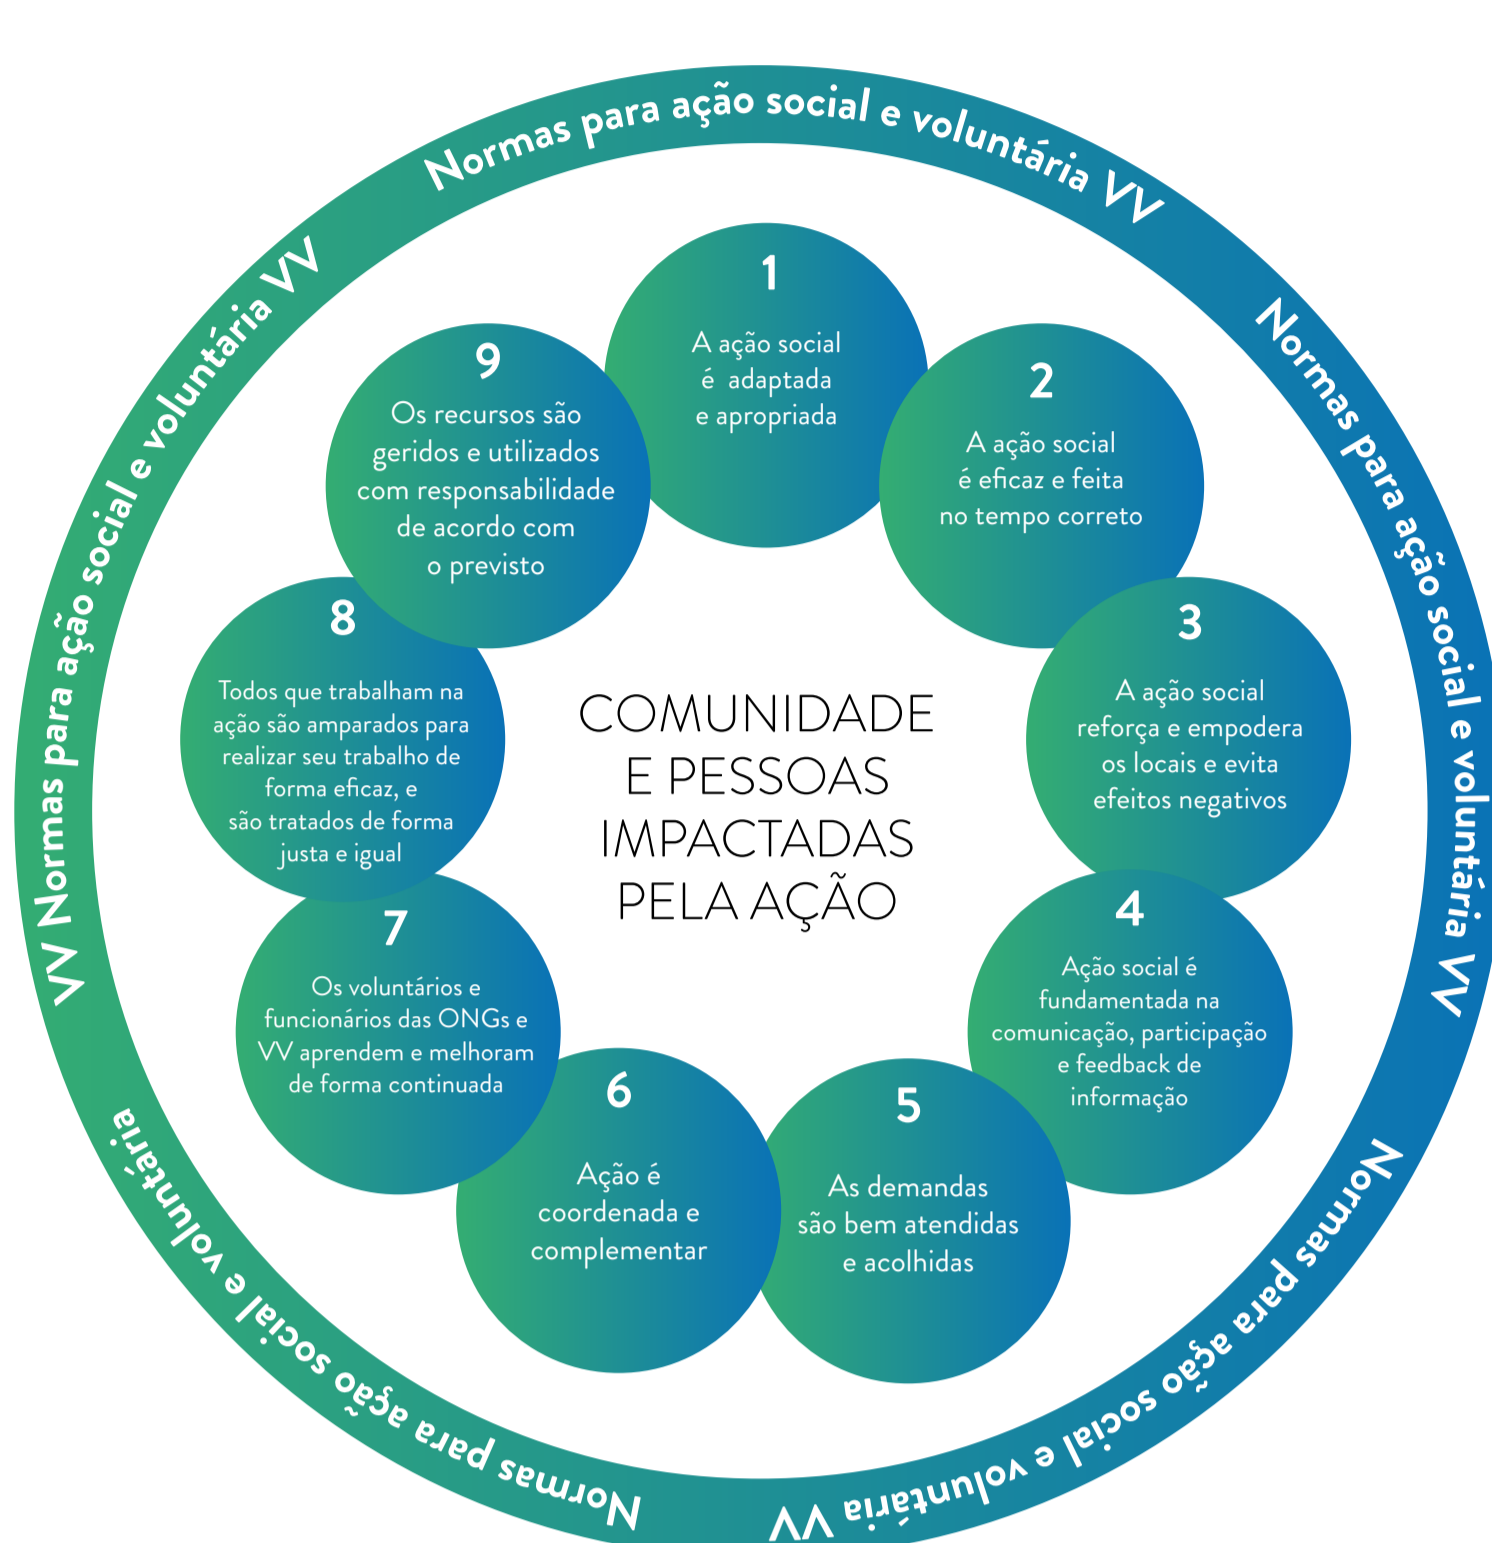 Normas para ação social e voluntária VV
Normas para ação social e voluntária VV
Normas para ação social e voluntária VV
Normas para ação social e voluntária
VV Normas para ação social e voluntária VV
1
A ação social
é adaptada
e apropriada
2
A ação social
é eficaz e feita
no tempo correto
3
A ação social
reforça e empodera
os locais e evita
efeitos negativos
4
Ação social é
fundamentada na
comunicação, participação
e feedback de
informação
5
As demandas
são bem atendidas
e acolhidas
6
Ação é
coordenada e
complementar
7
Os voluntários e
funcionários das ONGs e
VV aprendem e melhoram
de forma continuada
8
Todos que trabalham na
ação são amparados para
realizar seu trabalho de
forma eficaz, e
são tratados de forma
justa e igual
9
Os recursos são
geridos e utilizados
com responsabilidade
de acordo com
o previsto
COMUNIDADE
E PESSOAS
IMPACTADAS
PELA AÇÃO